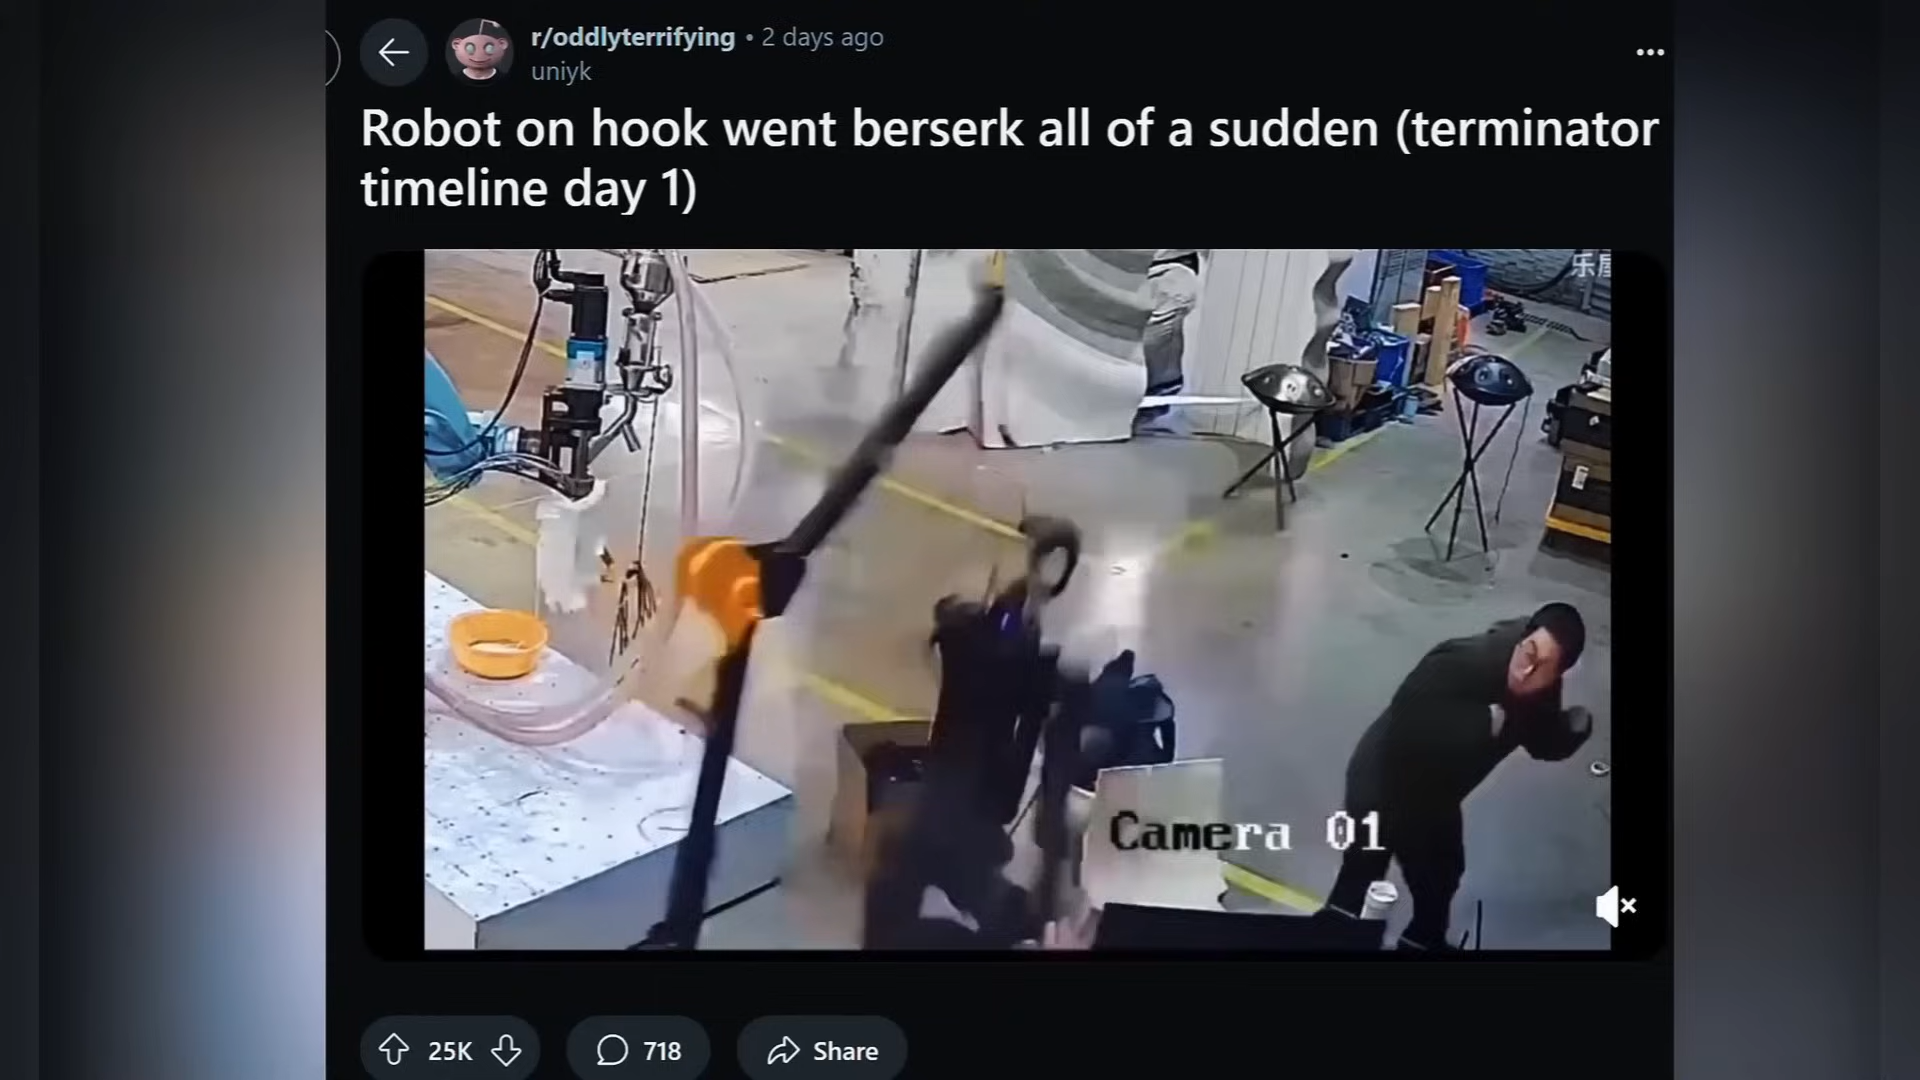 r/oddlyterrifying • 2 days ago
uniyk
Robot on hook went berserk all of a sudden (terminator
timeline day 1)
乐
Camera 01
25K
718
Share